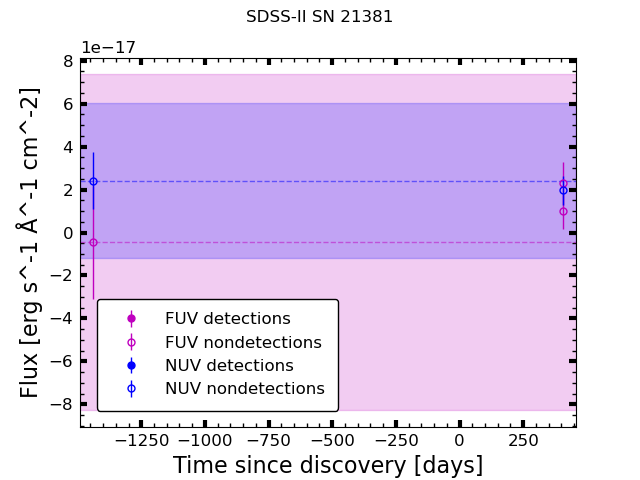 SDSS-II SN 21381
1e−17
8
6
4
2
0
−2
−4
−6
−8
Flux [erg s^-1 Å^-1 cm^-2]
FUV detections
FUV nondetections
NUV detections
NUV nondetections
−1250 −1000 −750 −500 −250 0 250
Time since discovery [days]